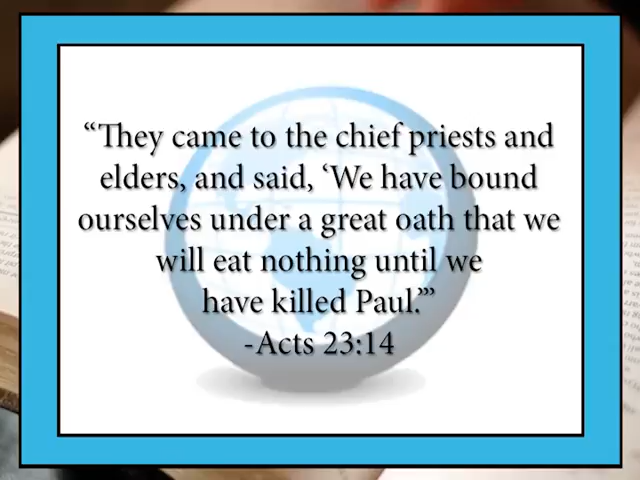 “They came to the chief priests and
elders, and said, ‘We have bound
ourselves under a great oath that we
will eat nothing until we
have killed Paul.’”
-Acts 23:14